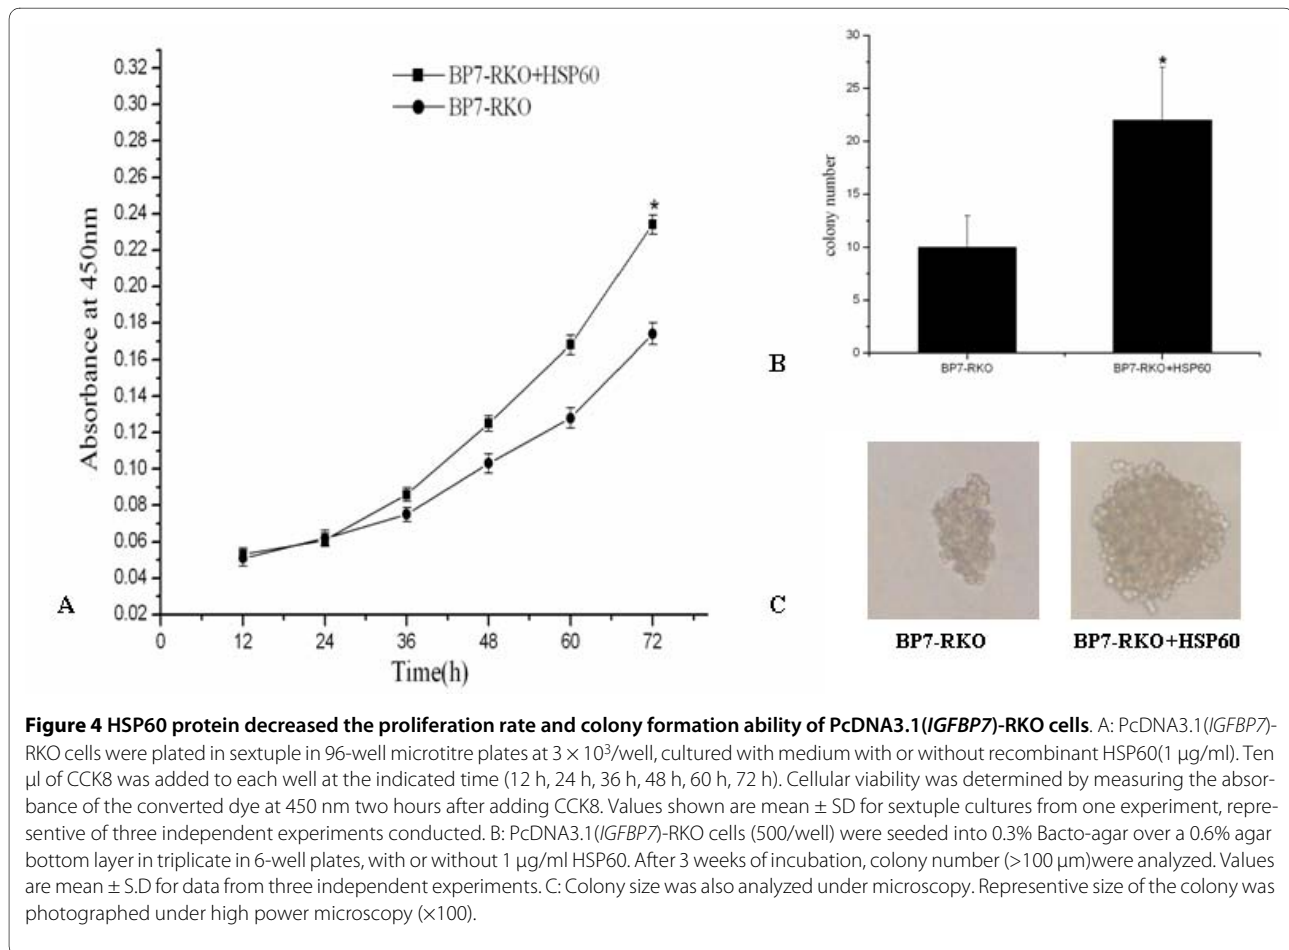 0.32
0.30
0.28
0.26
0.24
0.22
0.20
0.18
0.16
0.14
0.12
0.10
0.08
0.06
0.04
0.02
Absorbance at 450nm
BP7-RKO+HSP60
BP7-RKO
*
0 12 24 36 48 60 72
Time(h)
A
30
25
20
15
10
5
0
colony number
*
BP7-RKO BP7-RKO+HSP60
B
C
BP7-RKO BP7-RKO+HSP60
Figure 4 HSP60 protein decreased the proliferation rate and colony formation ability of PcDNA3.1(IGFBP7)-RKO cells. A: PcDNA3.1(IGFBP7)-
RKO cells were plated in sextuple in 96-well microtitre plates at 3 × 10³/well, cultured with medium with or without recombinant HSP60(1 μg/ml). Ten
μl of CCK8 was added to each well at the indicated time (12 h, 24 h, 36 h, 48 h, 60 h, 72 h). Cellular viability was determined by measuring the absor-
bance of the converted dye at 450 nm two hours after adding CCK8. Values shown are mean ± SD for sextuple cultures from one experiment, repre-
sentive of three independent experiments conducted. B: PcDNA3.1(IGFBP7)-RKO cells (500/well) were seeded into 0.3% Bacto-agar over a 0.6% agar
bottom layer in triplicate in 6-well plates, with or without 1 μg/ml HSP60. After 3 weeks of incubation, colony number (>100 μm)were analyzed. Values
are mean ± S.D for data from three independent experiments. C: Colony size was also analyzed under microscopy. Representive size of the colony was
photographed under high power microscopy (×100).